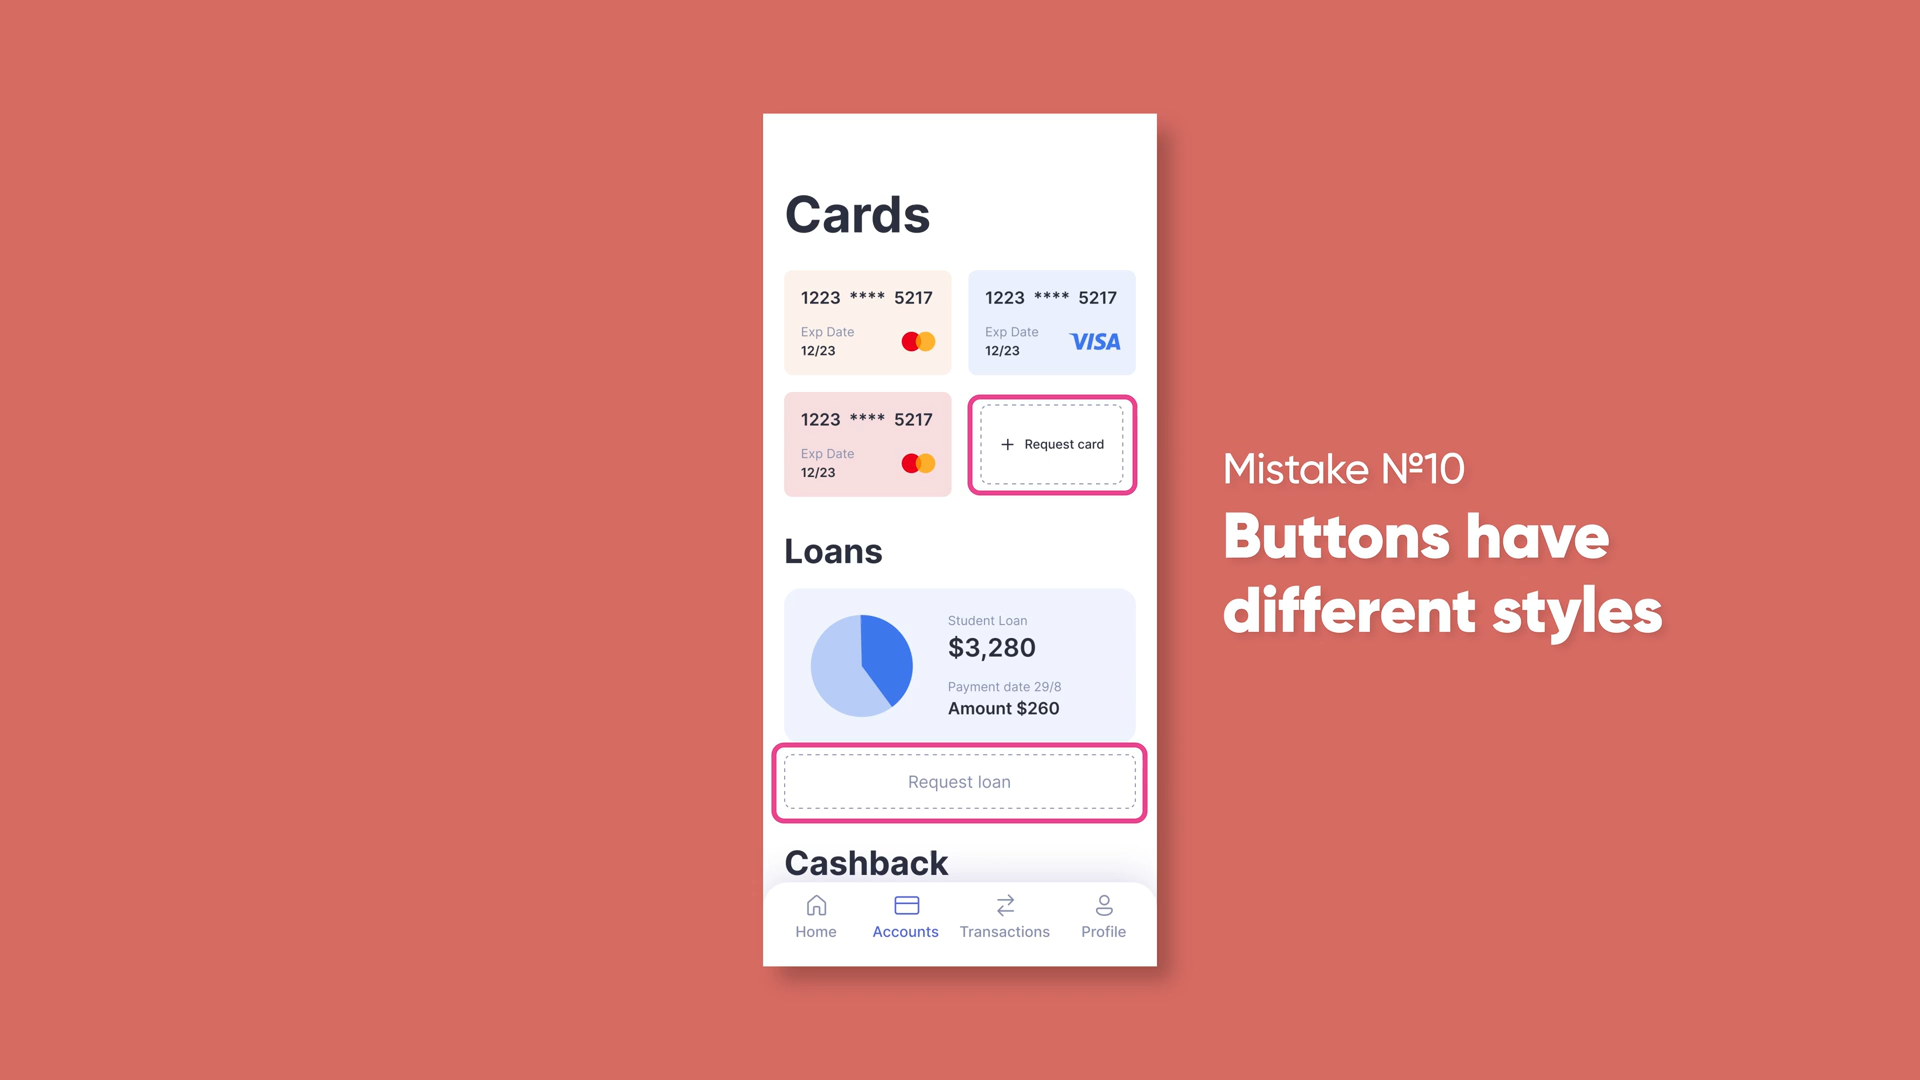 Cards
1223 **** 5217
Exp Date
12/23
1223 **** 5217
Exp Date
12/23
VISA
1223 **** 5217
Exp Date
12/23
+ Request card
Loans
Student Loan
$3,280
Payment date 29/8
Amount $260
Request loan
Cashback
Home
Accounts
Transactions
Profile
Mistake №10
Buttons have
different styles